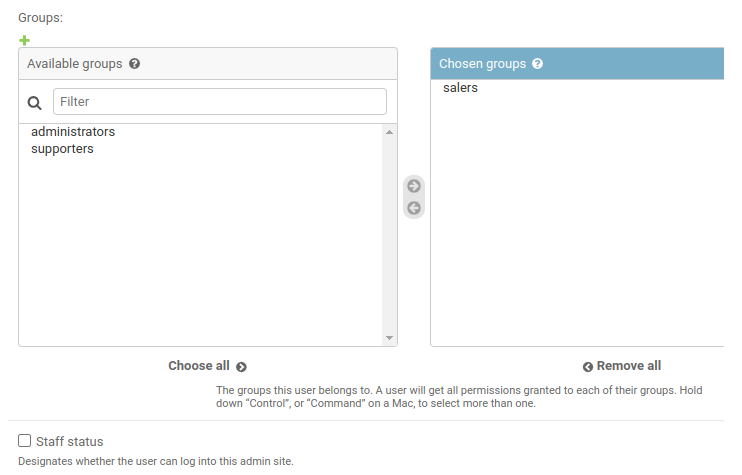 Groups:
Available groups
Chosen groups
Filter
salers
administrators
supporters
Choose all
Remove all
The groups this user belongs to. A user will get all permissions granted to each of their groups. Hold
down “Control”, or “Command” on a Mac, to select more than one.
Staff status
Designates whether the user can log into this admin site.